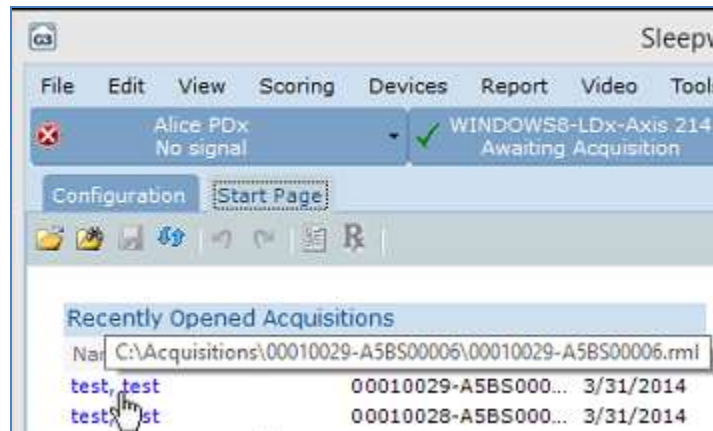 G3 Sleepw
File Edit View Scoring Devices Report Video Tools
Alice PDx
No signal
WINDOWS8-LDx-Axis 214
Awaiting Acquisition
Configuration Start Page
Recently Opened Acquisitions
C:\Acquisitions\00010029-A5BS00006\00010029-A5BS00006.rml
test, test 00010029-A5BS000... 3/31/2014
00010028-A5BS000... 3/31/2014